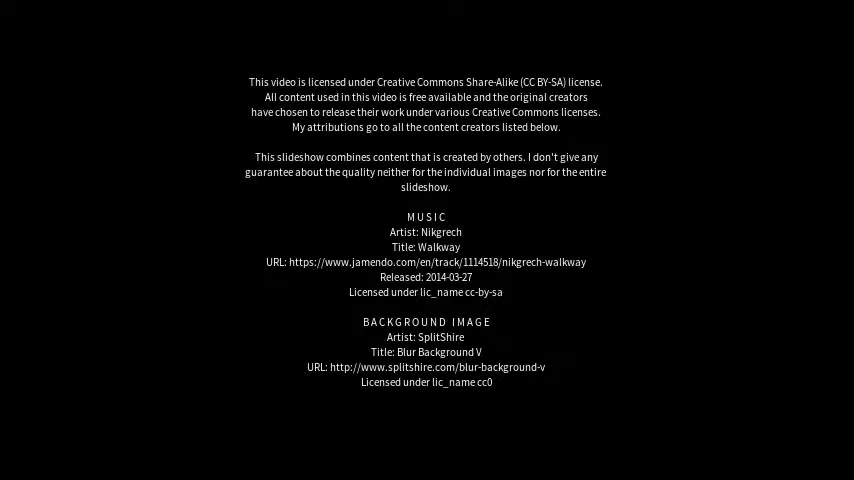 This video is licensed under Creative Commons Share-Alike (CC BY-SA) license.
All content used in this video is free available and the original creators
have chosen to release their work under various Creative Commons licenses.
My attributions go to all the content creators listed below.
This slideshow combines content that is created by others. I don't give any
guarantee about the quality neither for the individual images nor for the entire
slideshow.
MUSIC
Artist: Nikgrech
Title: Walkway
URL: https://www.jamendo.com/en/track/1114518/nikgrech-walkway
Released: 2014-03-27
Licensed under lic_name cc-by-sa
BACKGROUND IMAGE
Artist: SplitShire
Title: Blur Background V
URL: http://www.splitshire.com/blur-background-v
Licensed under lic_name cc0